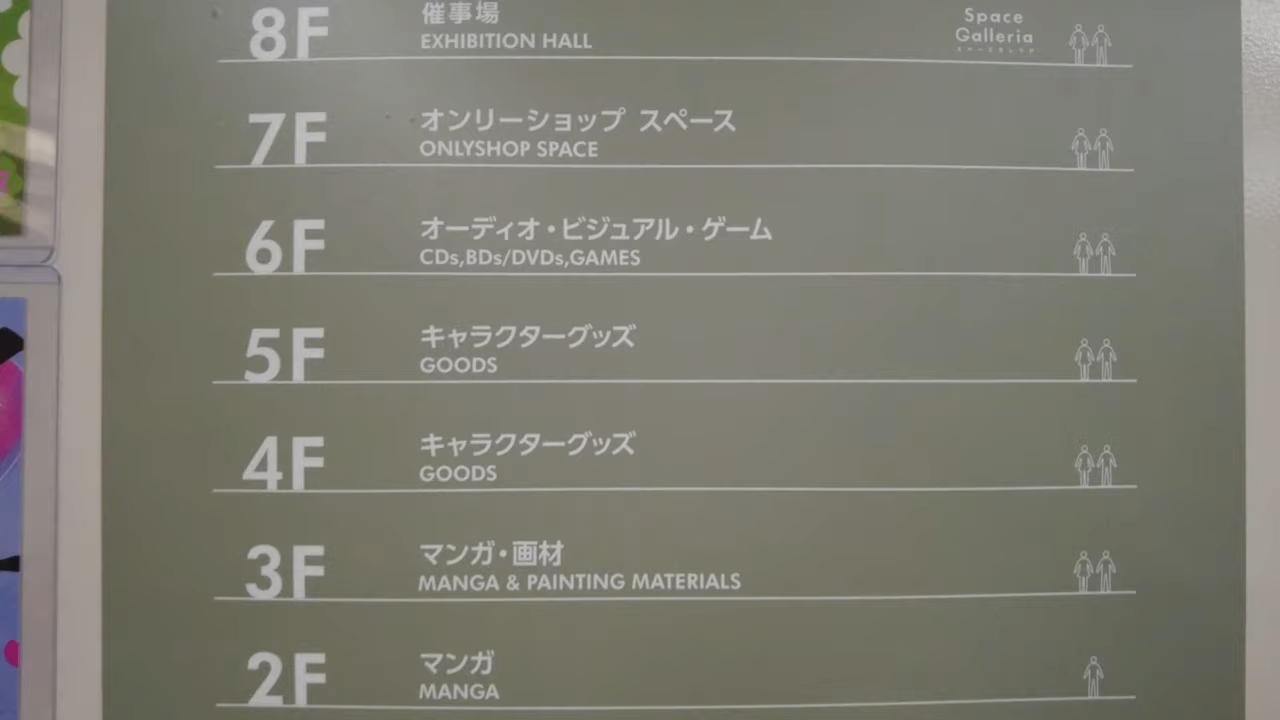 8F 催事場
EXHIBITION HALL
Space
Galleria
7F オンリーショップ スペース
ONLYSHOP SPACE
6F オーディオ・ビジュアル・ゲーム
CDs,BDs/DVDs,GAMES
5F キャラクターグッズ
GOODS
4F キャラクターグッズ
GOODS
3F マンガ・画材
MANGA & PAINTING MATERIALS
2F マンガ
MANGA